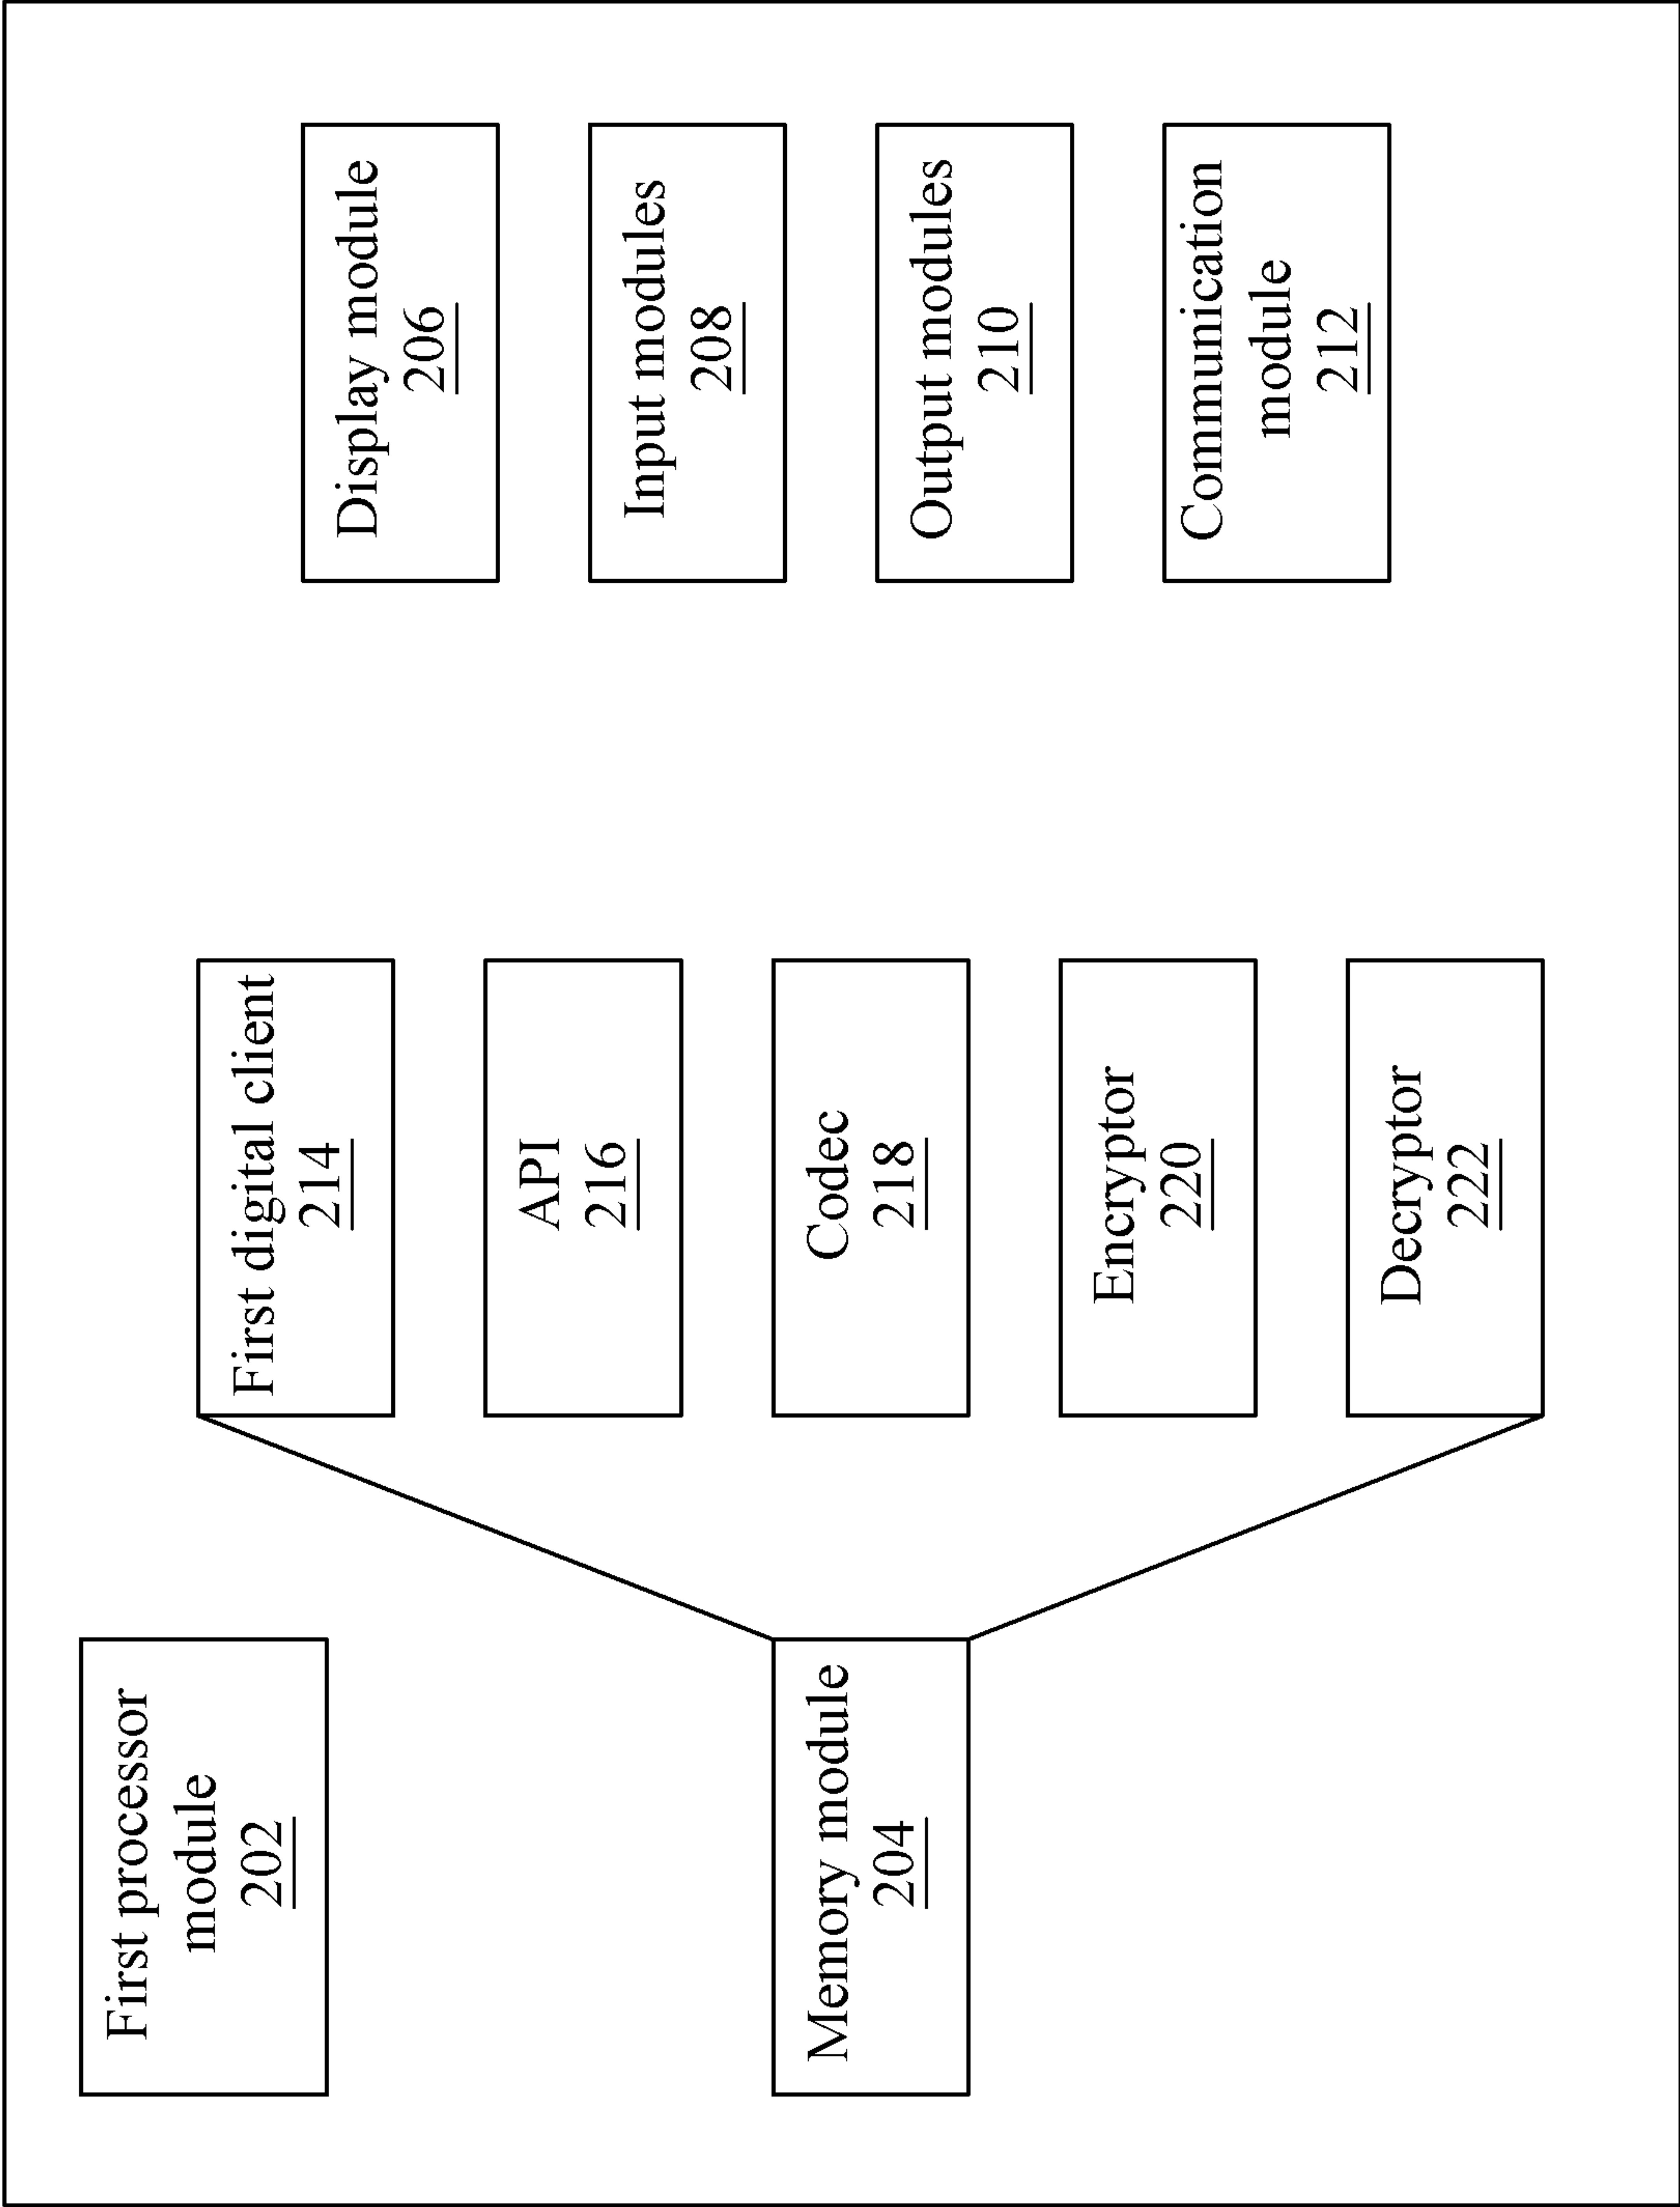 First processor
module
202
Memory module
204
First digital client
214
API
216
Codec
218
Encryptor
220
Decryptor
222
Display module
206
Input modules
208
Output modules
210
Communication
module
212